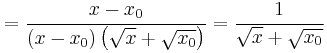 = \frac{x - x_0}{(x - x_0)\left(\sqrt{x} + \sqrt{x_0}\right)} = \frac{1}{\sqrt{x} + \sqrt{x_0}}